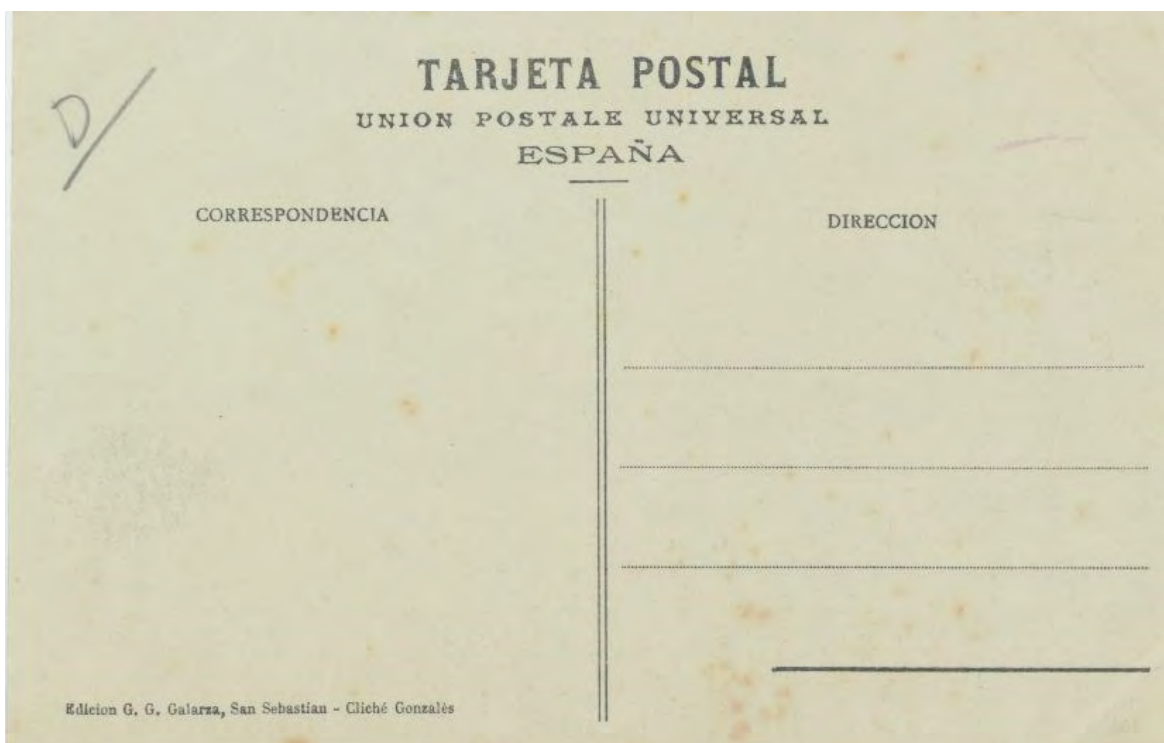 D/
TARJETA POSTAL
UNION POSTALE UNIVERSAL
ESPAÑA
CORRESPONDENCIA
DIRECCION
Edicion G. G. Galarza, San Sebastian - Cliché Gonzalès